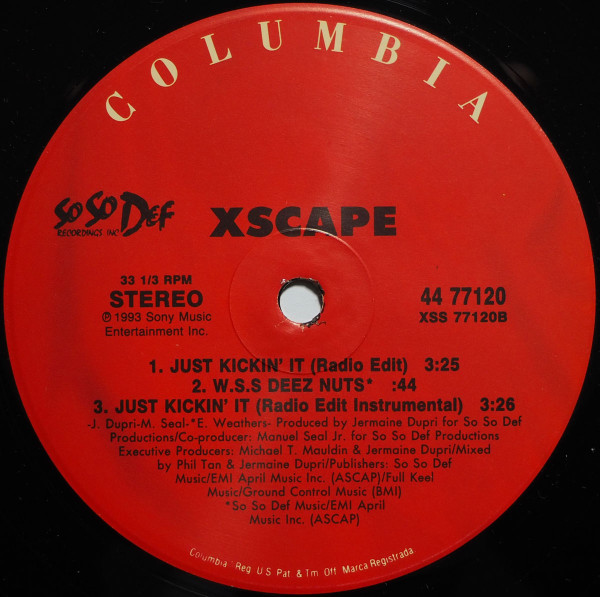 COLUMBIA
So So Def
RECORDINGS INC.
XSCAPE
33 1/3 RPM
STEREO
℗ 1993 Sony Music
Entertainment Inc.
44 77120
XSS 77120B
1. JUST KICKIN' IT (Radio Edit) 3:25
2. W.S.S DEEZ NUTS* :44
3. JUST KICKIN' IT (Radio Edit Instrumental) 3:26
-J. Dupri-M. Seal-*E. Weathers- Produced by Jermaine Dupri for So So Def
Productions/Co-producer: Manuel Seal Jr. for So So Def Productions
Executive Producers: Michael T. Mauldin & Jermaine Dupri/Mixed
by Phil Tan & Jermaine Dupri/Publishers: So So Def
Music/EMI April Music Inc. (ASCAP)/Full Keel
Music/Ground Control Music (BMI)
*So So Def Music/EMI April
Music Inc. (ASCAP)
Columbia Reg. U.S. Pat. & Tm. Off. Marca Registrada.